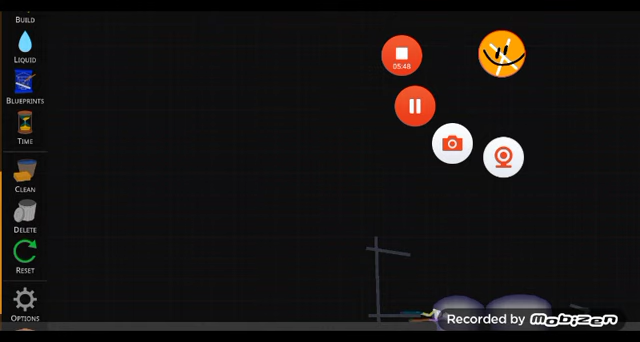 BUILD
LIQUID
BLUEPRINTS
TIME
CLEAN
DELETE
RESET
OPTIONS
05:48
Recorded by Mobizen